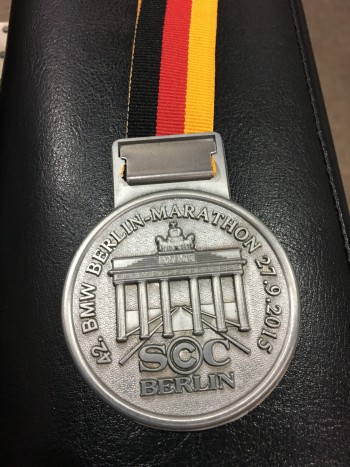 42. BMW BERLIN-MARATHON 27.9.2015
SCC
BERLIN